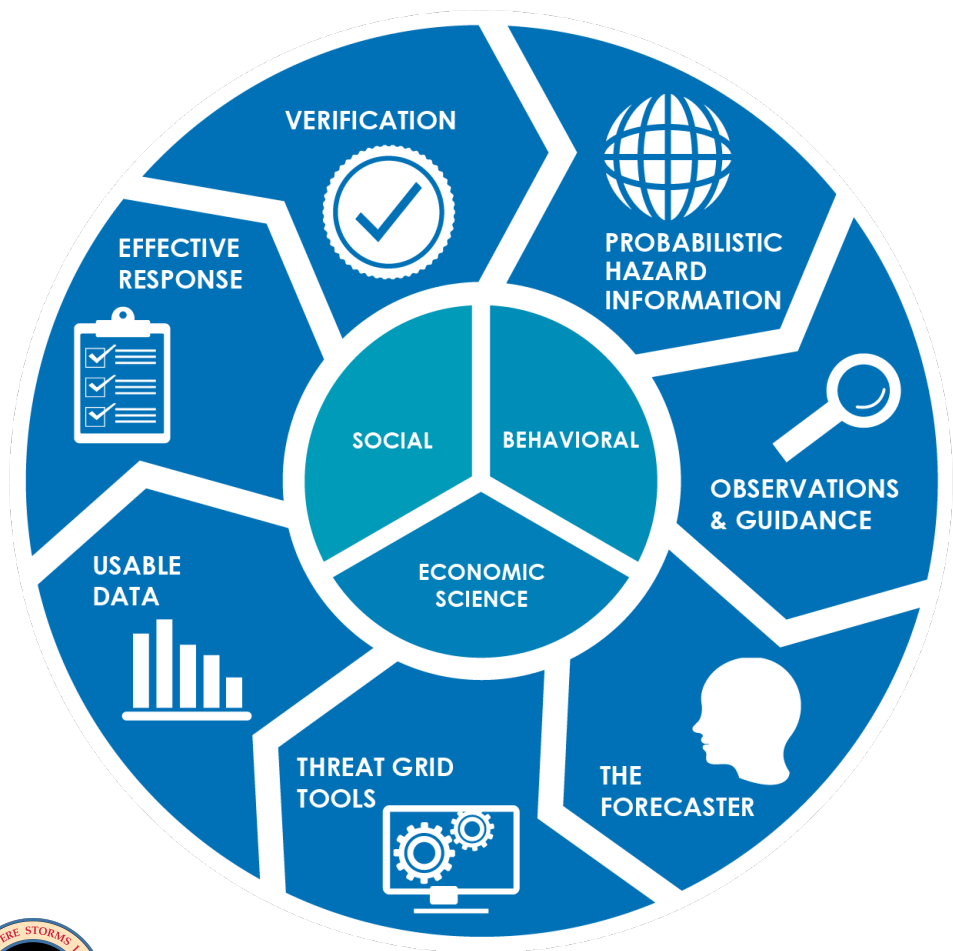 VERIFICATION
PROBABILISTIC
HAZARD
INFORMATION
OBSERVATIONS
& GUIDANCE
THE
FORECASTER
THREAT GRID
TOOLS
USABLE
DATA
EFFECTIVE
RESPONSE
SOCIAL
BEHAVIORAL
ECONOMIC
SCIENCE
STORMS